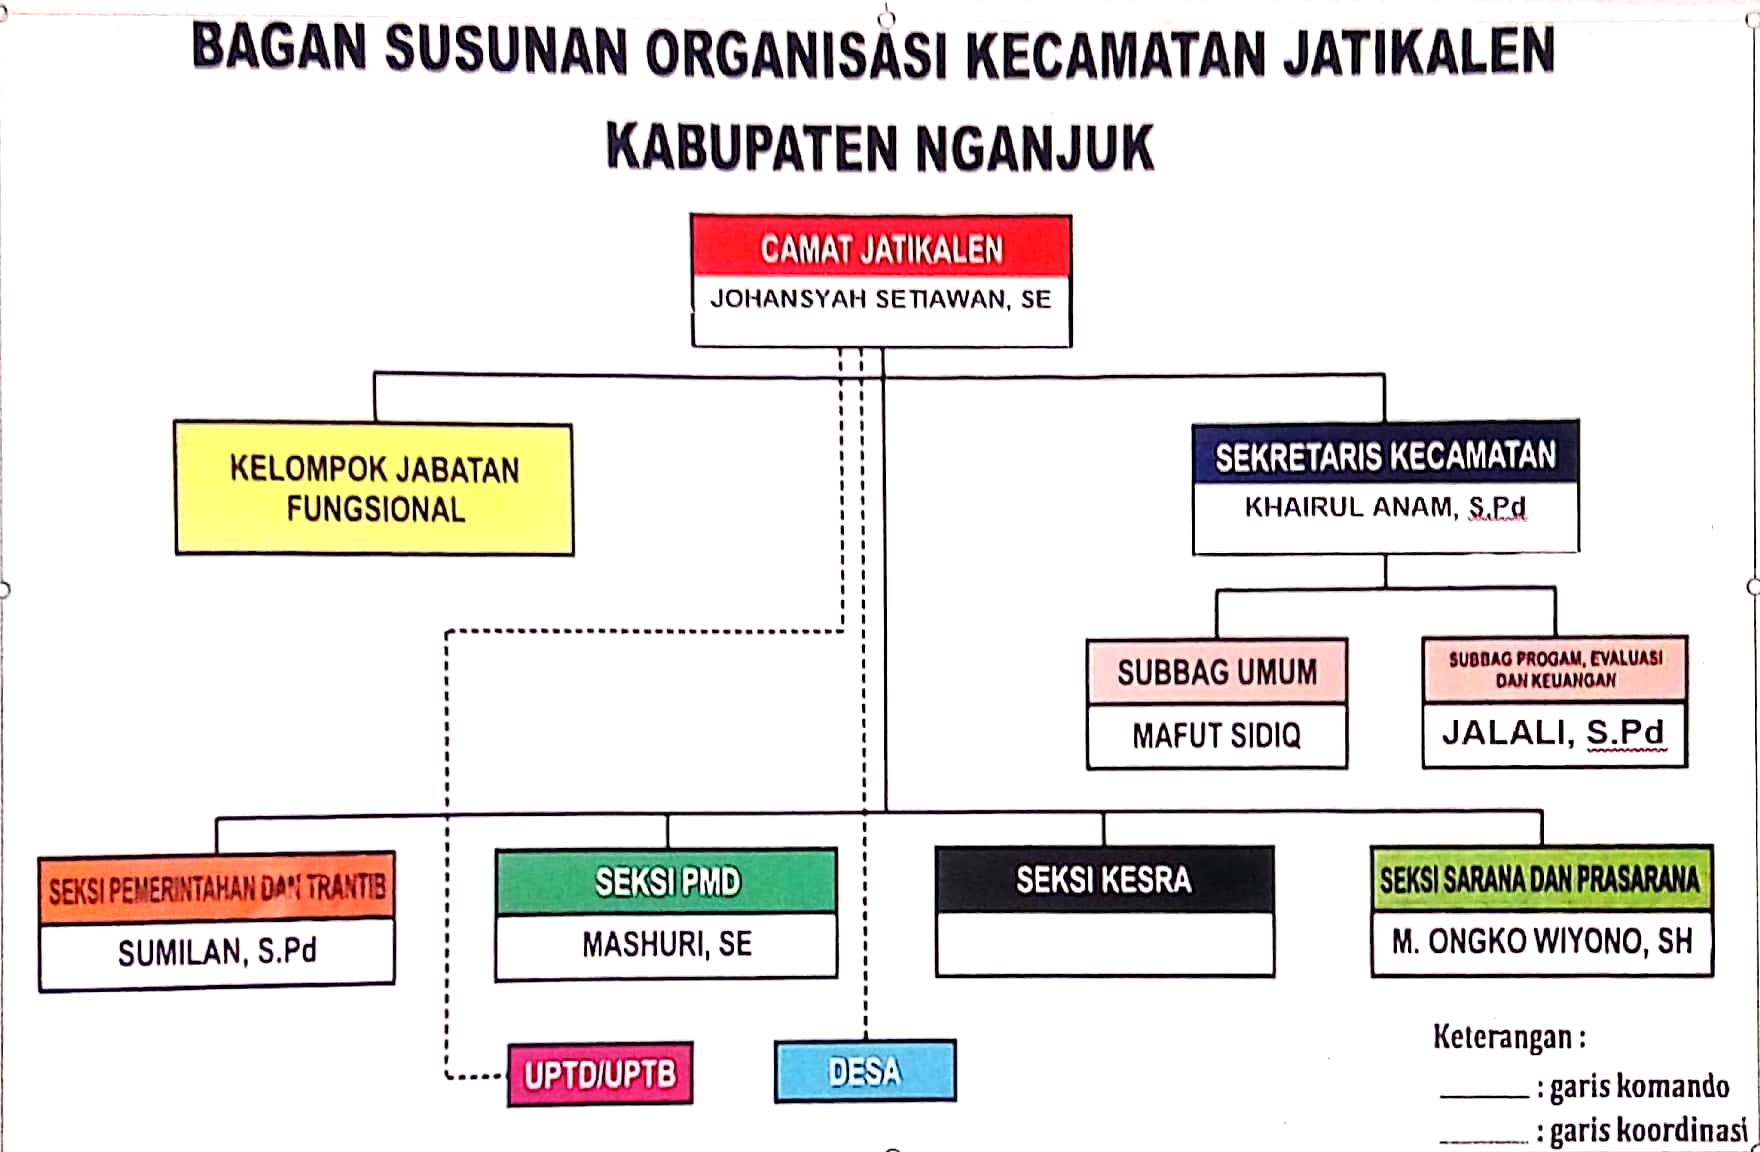 BAGAN SUSUNAN ORGANISASI KECAMATAN JATIKALEN
KABUPATEN NGANJUK
CAMAT JATIKALEN
JOHANSYAH SETIAWAN, SE
KELOMPOK JABATAN
FUNGSIONAL
SEKRETARIS KECAMATAN
KHAIRUL ANAM, S.Pd
SUBBAG UMUM
MAFUT SIDIQ
SUBBAG PROGAM, EVALUASI
DAN KEUANGAN
JALALI, S.Pd
SEKSI PEMERINTAHAN DAN TRANTIB
SUMILAN, S.Pd
SEKSI PMD
MASHURI, SE
SEKSI KESRA
SEKSI SARANA DAN PRASARANA
M. ONGKO WIYONO, SH
UPTD/UPTB
DESA
Keterangan :
______ : garis komando
______ : garis koordinasi